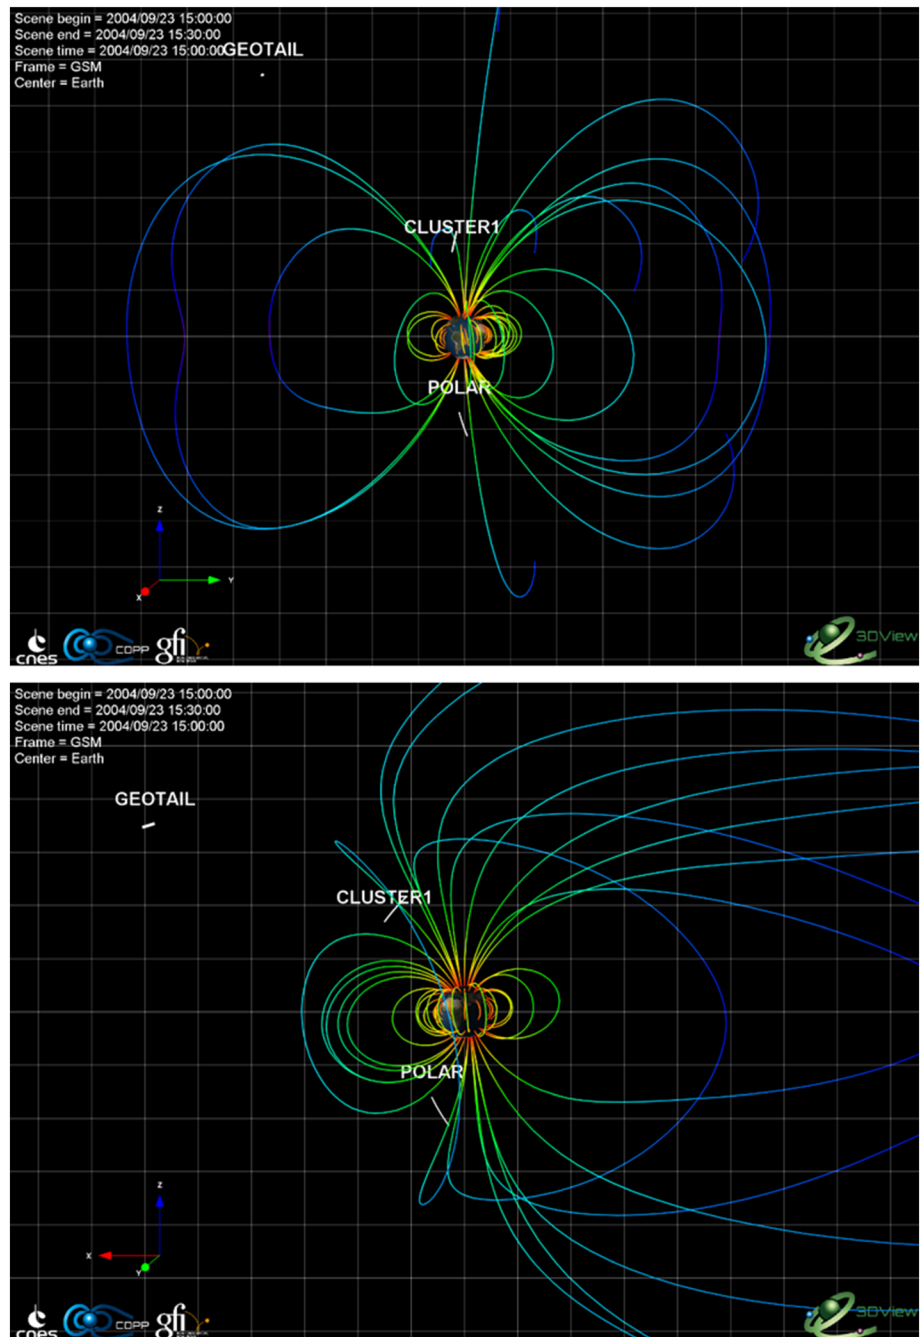 Scene begin = 2004/09/23 15:00:00
Scene end = 2004/09/23 15:30:00
Scene time = 2004/09/23 15:00:00
GEOTAIL
Frame = GSM
Center = Earth
CLUSTER1
POLAR
Z
Y
X
cnes
CDPP
gfi
3DView
Scene begin = 2004/09/23 15:00:00
Scene end = 2004/09/23 15:30:00
Scene time = 2004/09/23 15:00:00
Frame = GSM
Center = Earth
GEOTAIL
CLUSTER1
POLAR
Z
X
Y
cnes
CDPP
gfi
3DView